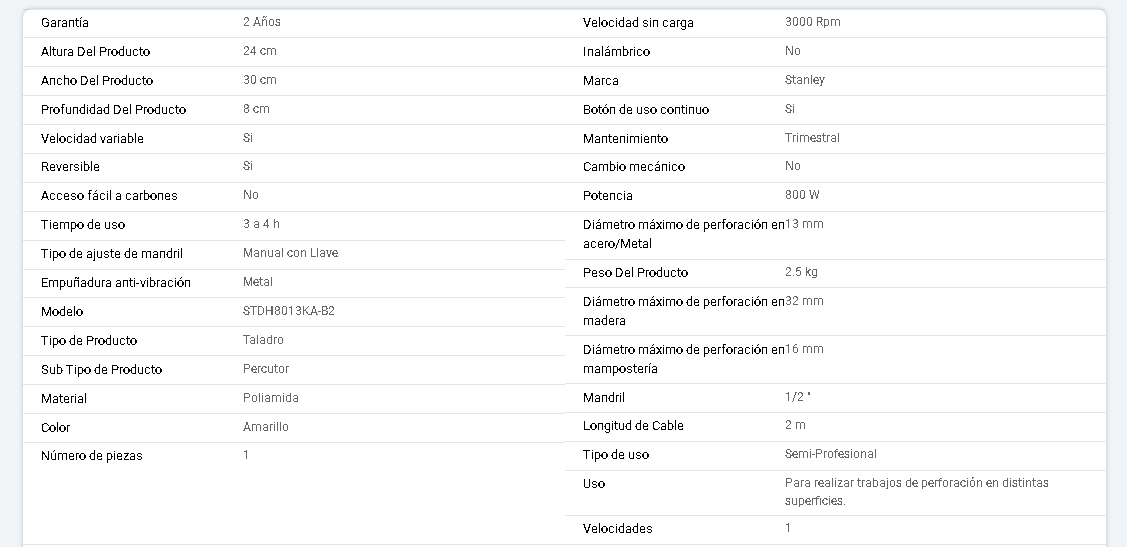 Garantía 2 Años
Altura Del Producto 24 cm
Ancho Del Producto 30 cm
Profundidad Del Producto 8 cm
Velocidad variable Si
Reversible Si
Acceso fácil a carbones No
Tiempo de uso 3 a 4 h
Tipo de ajuste de mandril Manual con Llave
Empuñadura anti-vibración Metal
Modelo STDH8013KA-B2
Tipo de Producto Taladro
Sub Tipo de Producto Percutor
Material Poliamida
Color Amarillo
Número de piezas 1
Velocidad sin carga 3000 Rpm
Inalámbrico No
Marca Stanley
Botón de uso continuo Si
Mantenimiento Trimestral
Cambio mecánico No
Potencia 800 W
Diámetro máximo de perforación en 13 mm
acero/Metal
Peso Del Producto 2.5 kg
Diámetro máximo de perforación en 32 mm
madera
Diámetro máximo de perforación en 16 mm
mampostería
Mandril 1/2 "
Longitud de Cable 2 m
Tipo de uso Semi-Profesional
Uso Para realizar trabajos de perforación en distintas
superficies.
Velocidades 1